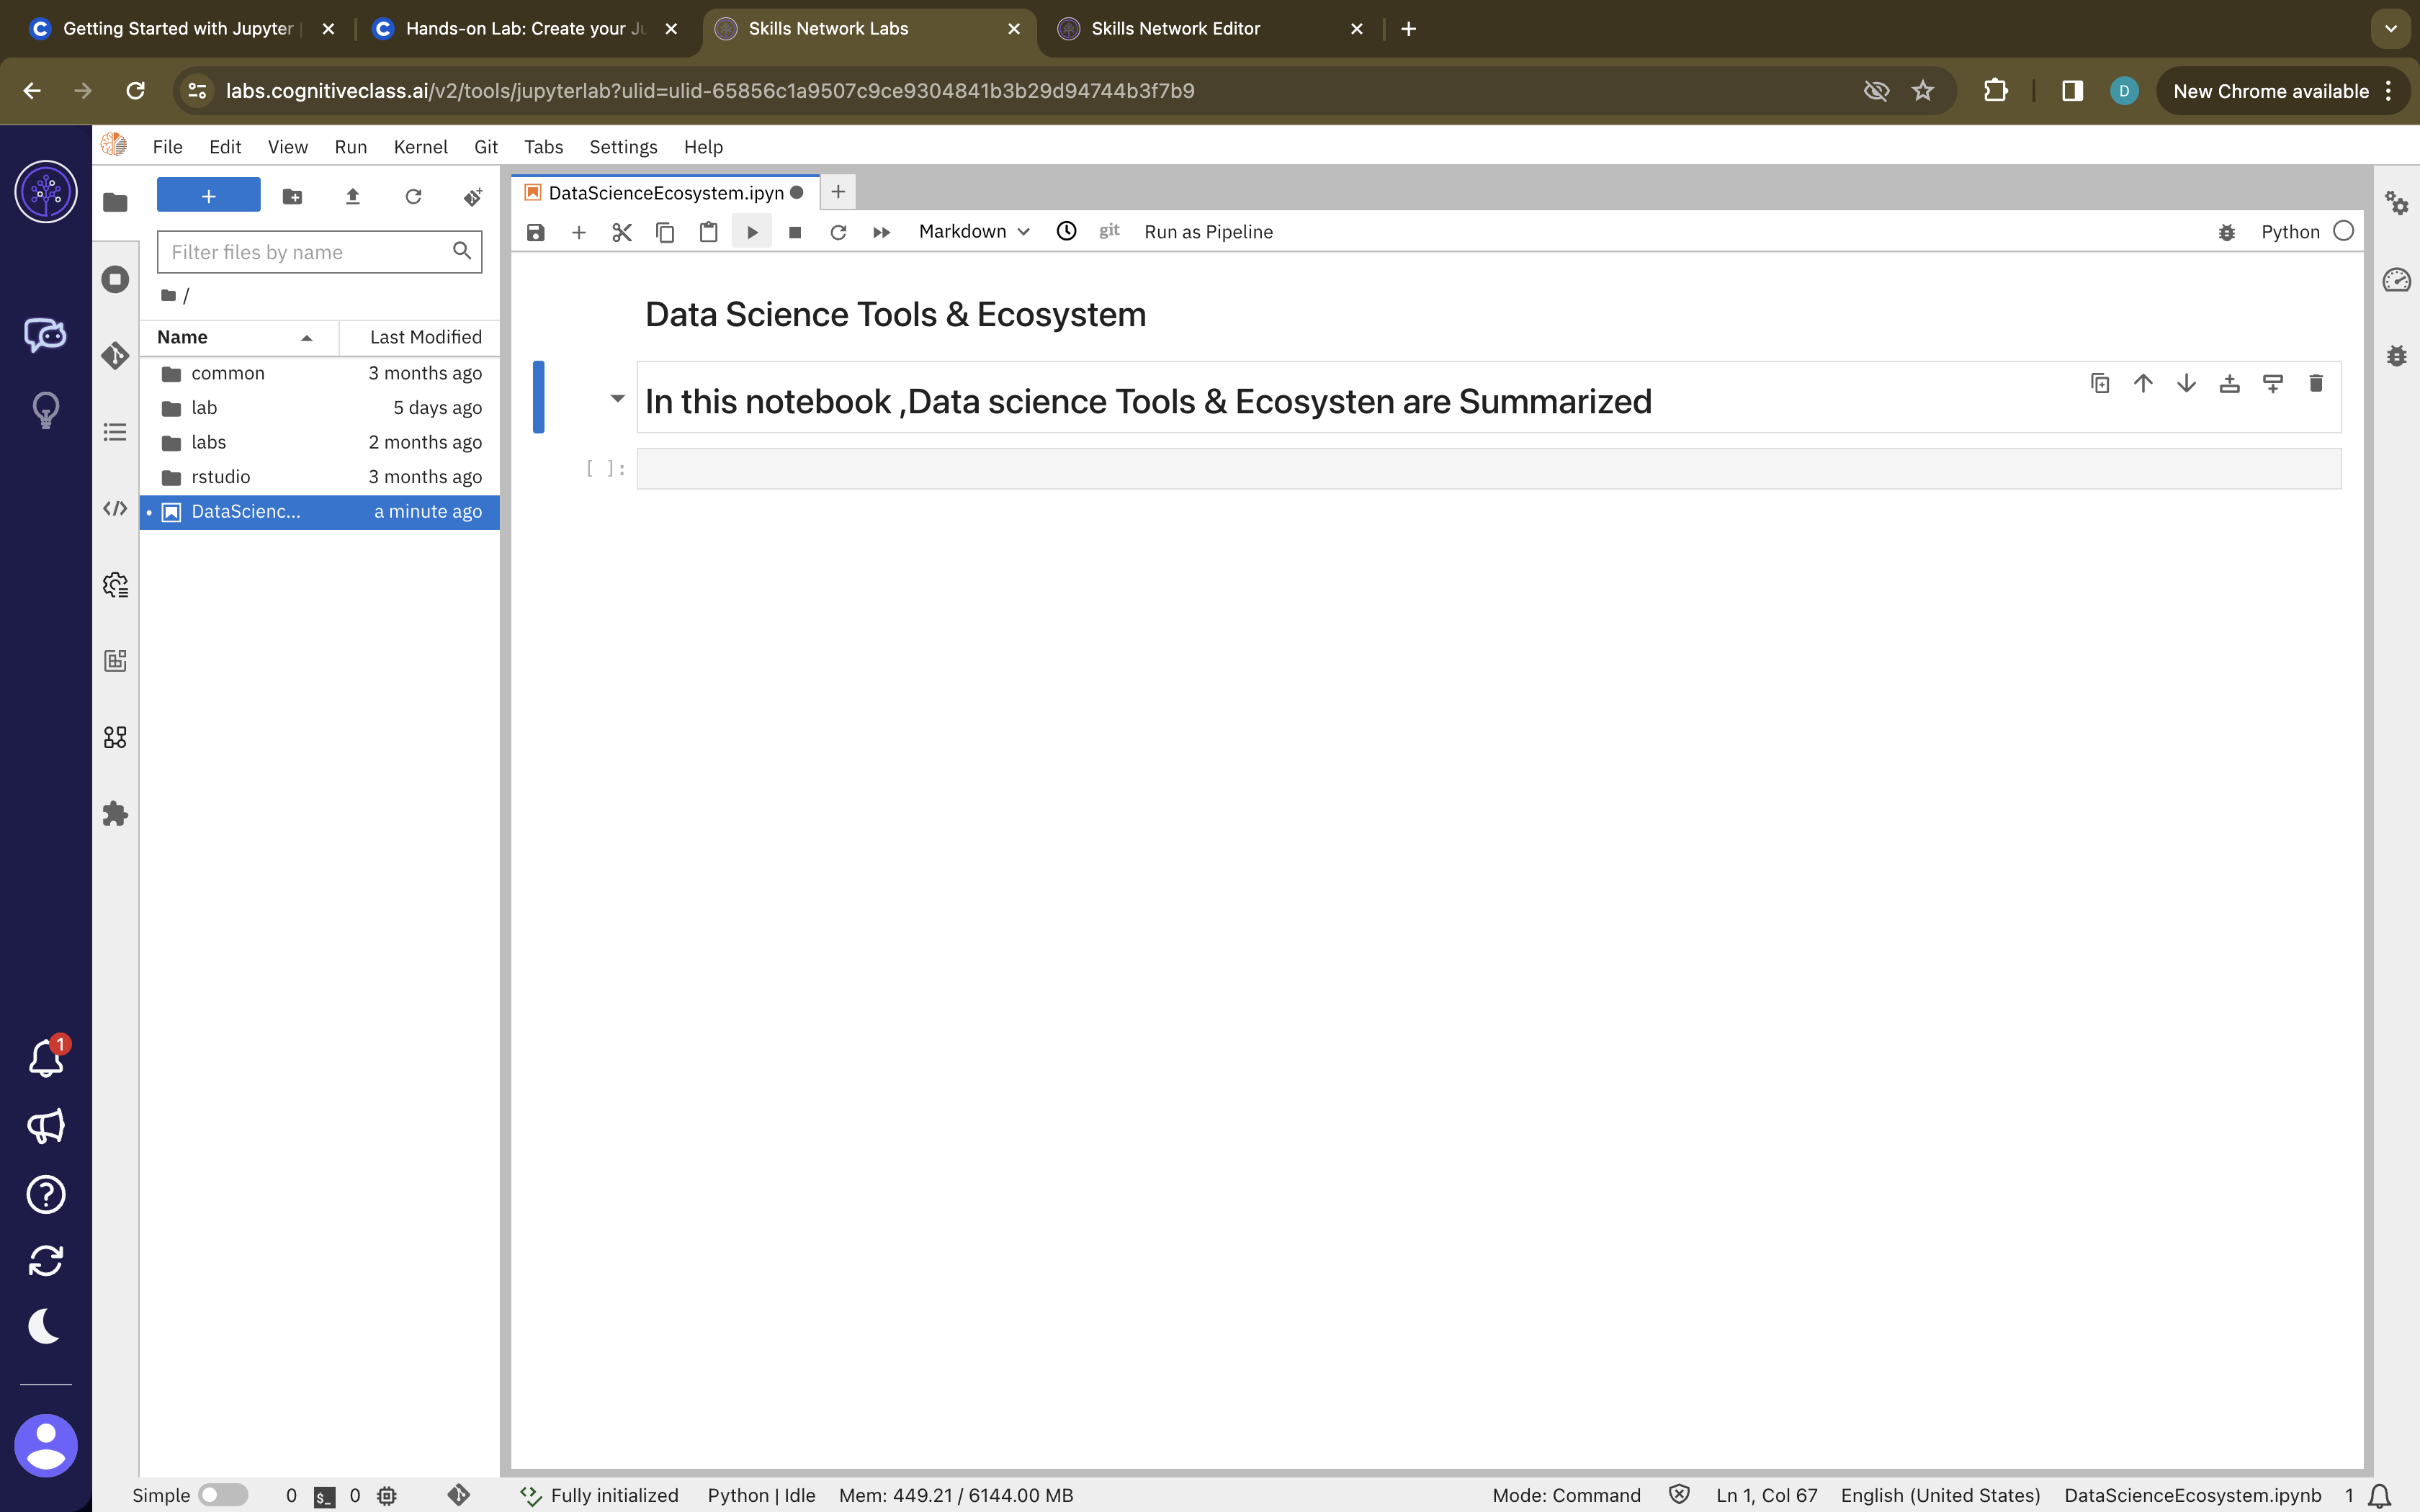 Getting Started with Jupyter
Hands-on Lab: Create your Ju
Skills Network Labs
Skills Network Editor
labs.cognitiveclass.ai/v2/tools/jupyterlab?ulid=ulid-65856c1a9507c9ce9304841b3b29d94744b3f7b9
D
New Chrome available
File Edit View Run Kernel Git Tabs Settings Help
DataScienceEcosystem.ipyn
Markdown
git
Run as Pipeline
Python
Filter files by name
/
Name Last Modified
common 3 months ago
lab 5 days ago
labs 2 months ago
rstudio 3 months ago
DataScienc... a minute ago
Data Science Tools & Ecosystem
In this notebook ,Data science Tools & Ecosysten are Summarized
[ ]:
1
Simple 0 $_ 0 Fully initialized Python | Idle Mem: 449.21 / 6144.00 MB Mode: Command Ln 1, Col 67 English (United States) DataScienceEcosystem.ipynb 1